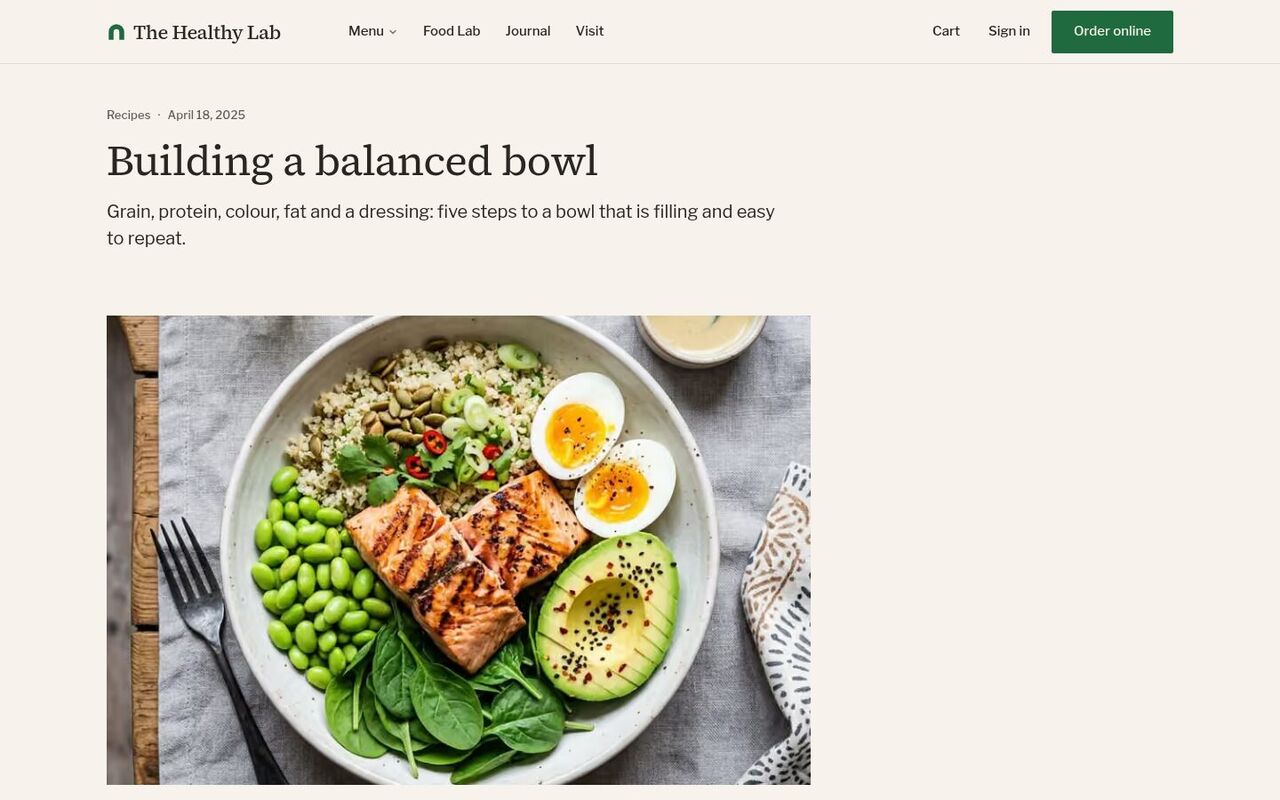 The Healthy Lab
Menu
Food Lab
Journal
Visit
Cart
Sign in
Order online
Recipes · April 18, 2025
Building a balanced bowl
Grain, protein, colour, fat and a dressing: five steps to a bowl that is filling and easy
to repeat.